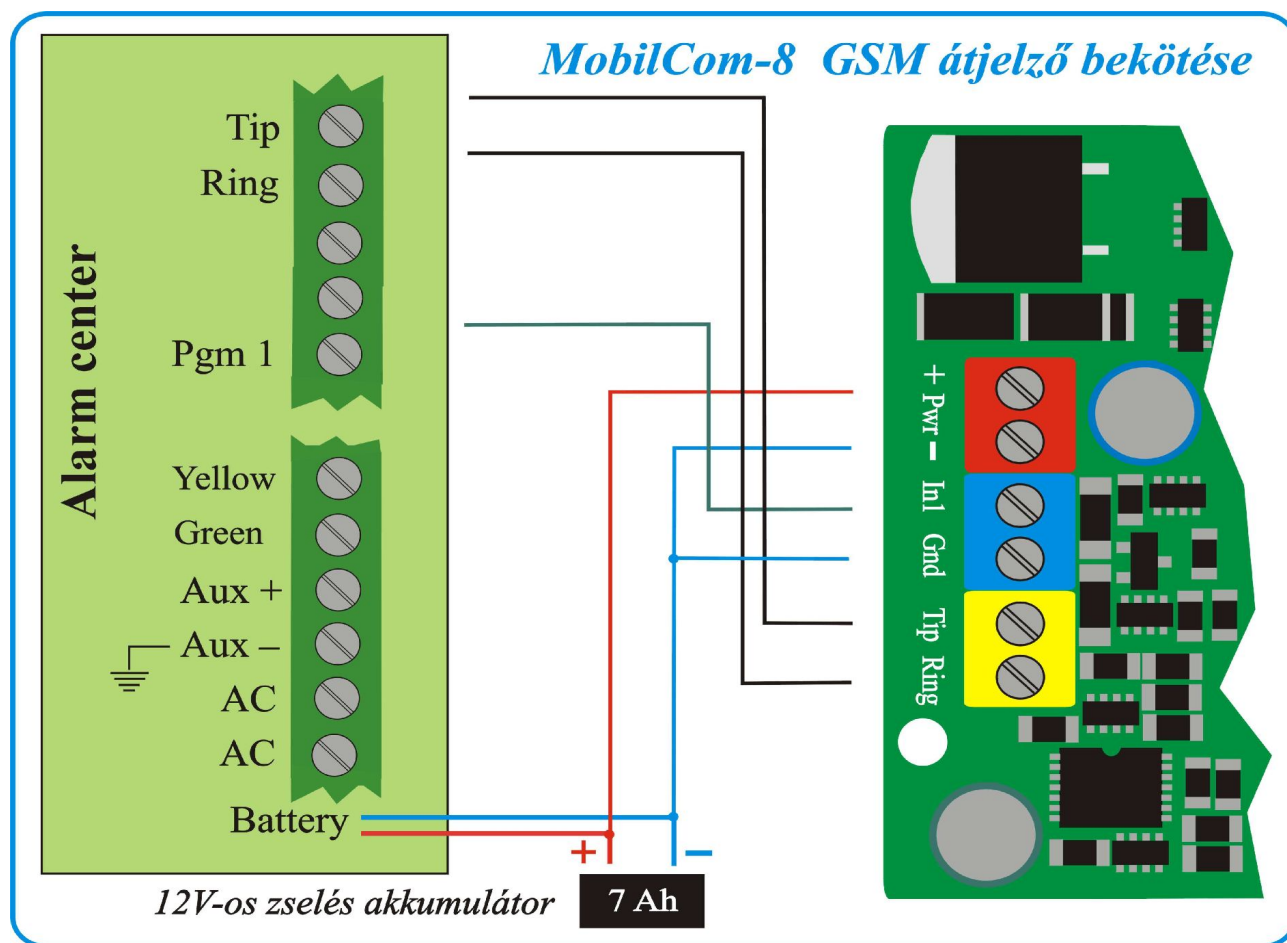 MobilCom-8 GSM átjelző bekötése
Alarm center
Tip
Ring
Pgm 1
Yellow
Green
Aux +
Aux –
AC
AC
Battery
+ Pwr –
In1
Gnd
Tip
Ring
+ –
12V-os zselés akkumulátor
7 Ah